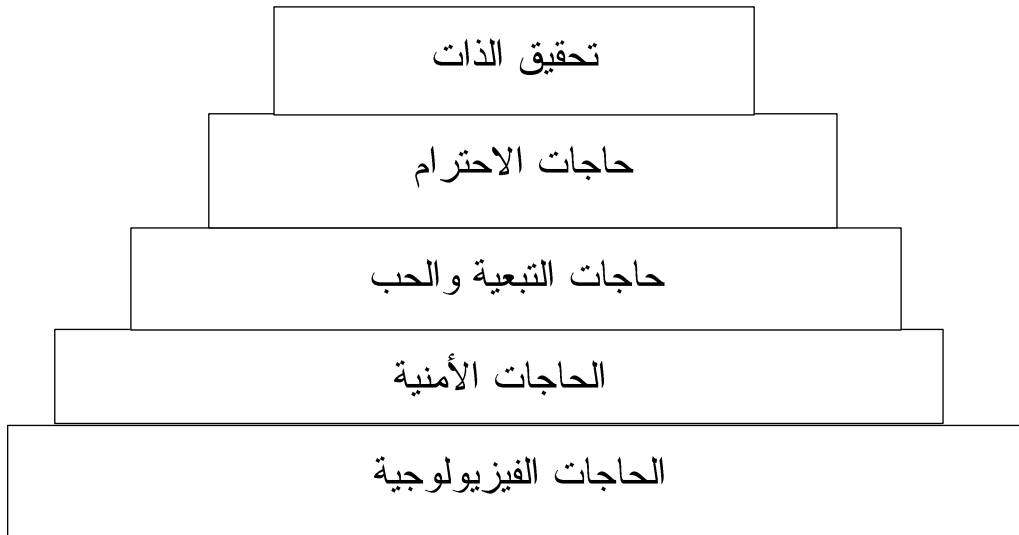 تحقيق الذات
حاجات الاحترام
حاجات التبعية والحب
الحاجات الأمنية
الحاجات الفيزيولوجية